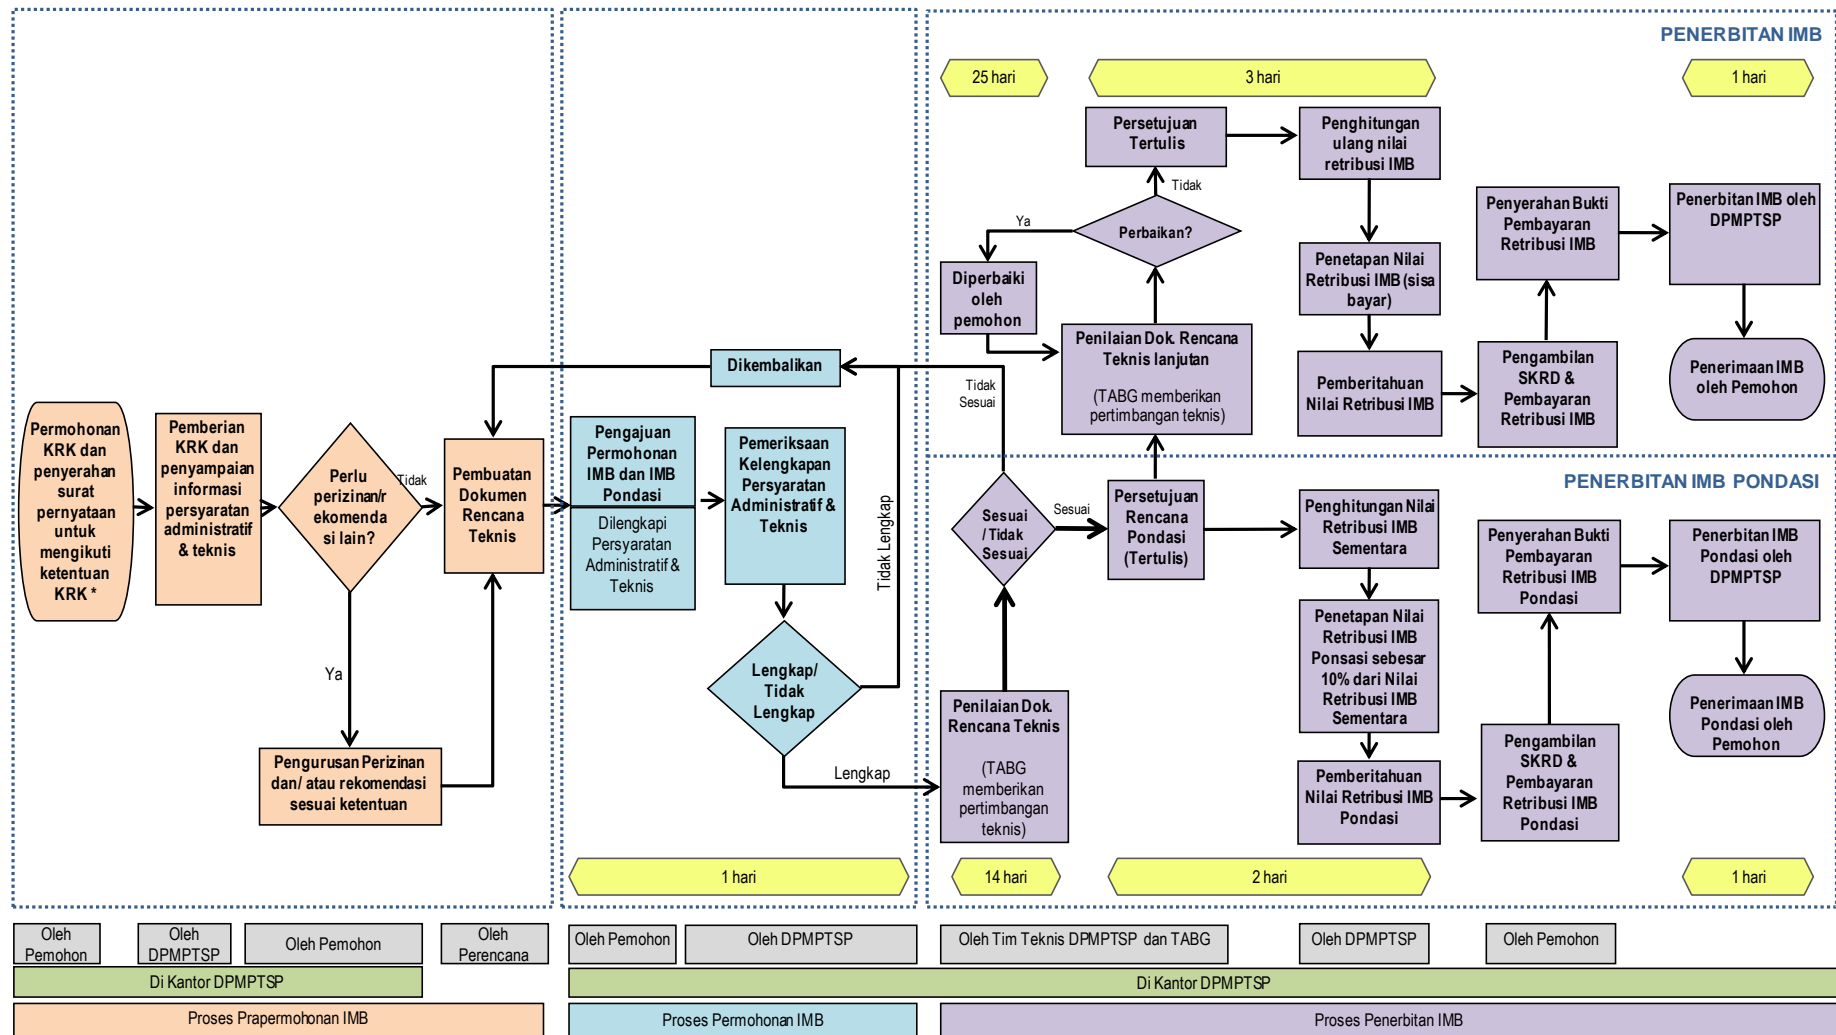 PENERBITAN IMB
25 hari
3 hari
1 hari
Persetujuan
Tertulis
Penghitungan
ulang nilai
retribusi IMB
Tidak
Ya
Perbaikan?
Diperbaiki
oleh
pemohon
Penilaian Dok. Rencana
Teknis lanjutan
(TABG memberikan
pertimbangan teknis)
Penetapan Nilai
Retribusi IMB (sisa
bayar)
Pemberitahuan
Nilai Retribusi IMB
Penyerahan Bukti
Pembayaran
Retribusi IMB
Pengambilan
SKRD &
Pembayaran
Retribusi IMB
Penerbitan IMB oleh
DPMPTSP
Penerimaan IMB
oleh Pemohon
Permohonan
KRK dan
penyerahan
surat
pernyataan
untuk
mengikuti
ketentuan
KRK *
Pemberian
KRK dan
penyampaian
informasi
persyaratan
administratif
& teknis
Perlu
perizinan/r
ekomenda
si lain?
Tidak
Ya
Pengurusan Perizinan
dan/ atau rekomendasi
sesuai ketentuan
Pembuatan
Dokumen
Rencana
Teknis
Dikembalikan
Pengajuan
Permohonan
IMB dan IMB
Pondasi
Dilengkapi
Persyaratan
Administratif &
Teknis
Pemeriksaan
Kelengkapan
Persyaratan
Administratif &
Teknis
Lengkap/
Tidak
Lengkap
Tidak Lengkap
Lengkap
Tidak
Sesuai
PENERBITAN IMB PONDASI
Sesuai
/ Tidak
Sesuai
Sesuai
Persetujuan
Rencana
Pondasi
(Tertulis)
Penilaian Dok.
Rencana Teknis
(TABG
memberikan
pertimbangan
teknis)
Penghitungan Nilai
Retribusi IMB
Sementara
Penetapan Nilai
Retribusi IMB
Ponsasi sebesar
10% dari Nilai
Retribusi IMB
Sementara
Pemberitahuan
Nilai Retribusi IMB
Pondasi
Penyerahan Bukti
Pembayaran
Retribusi IMB
Pondasi
Pengambilan
SKRD &
Pembayaran
Retribusi IMB
Pondasi
Penerbitan IMB
Pondasi oleh
DPMPTSP
Penerimaan IMB
Pondasi oleh
Pemohon
1 hari
14 hari
2 hari
1 hari
Oleh
Pemohon
Oleh
DPMPTSP
Oleh Pemohon
Oleh
Perencana
Oleh Pemohon
Oleh DPMPTSP
Oleh Tim Teknis DPMPTSP dan TABG
Oleh DPMPTSP
Oleh Pemohon
Di Kantor DPMPTSP
Di Kantor DPMPTSP
Proses Prapermohonan IMB
Proses Permohonan IMB
Proses Penerbitan IMB